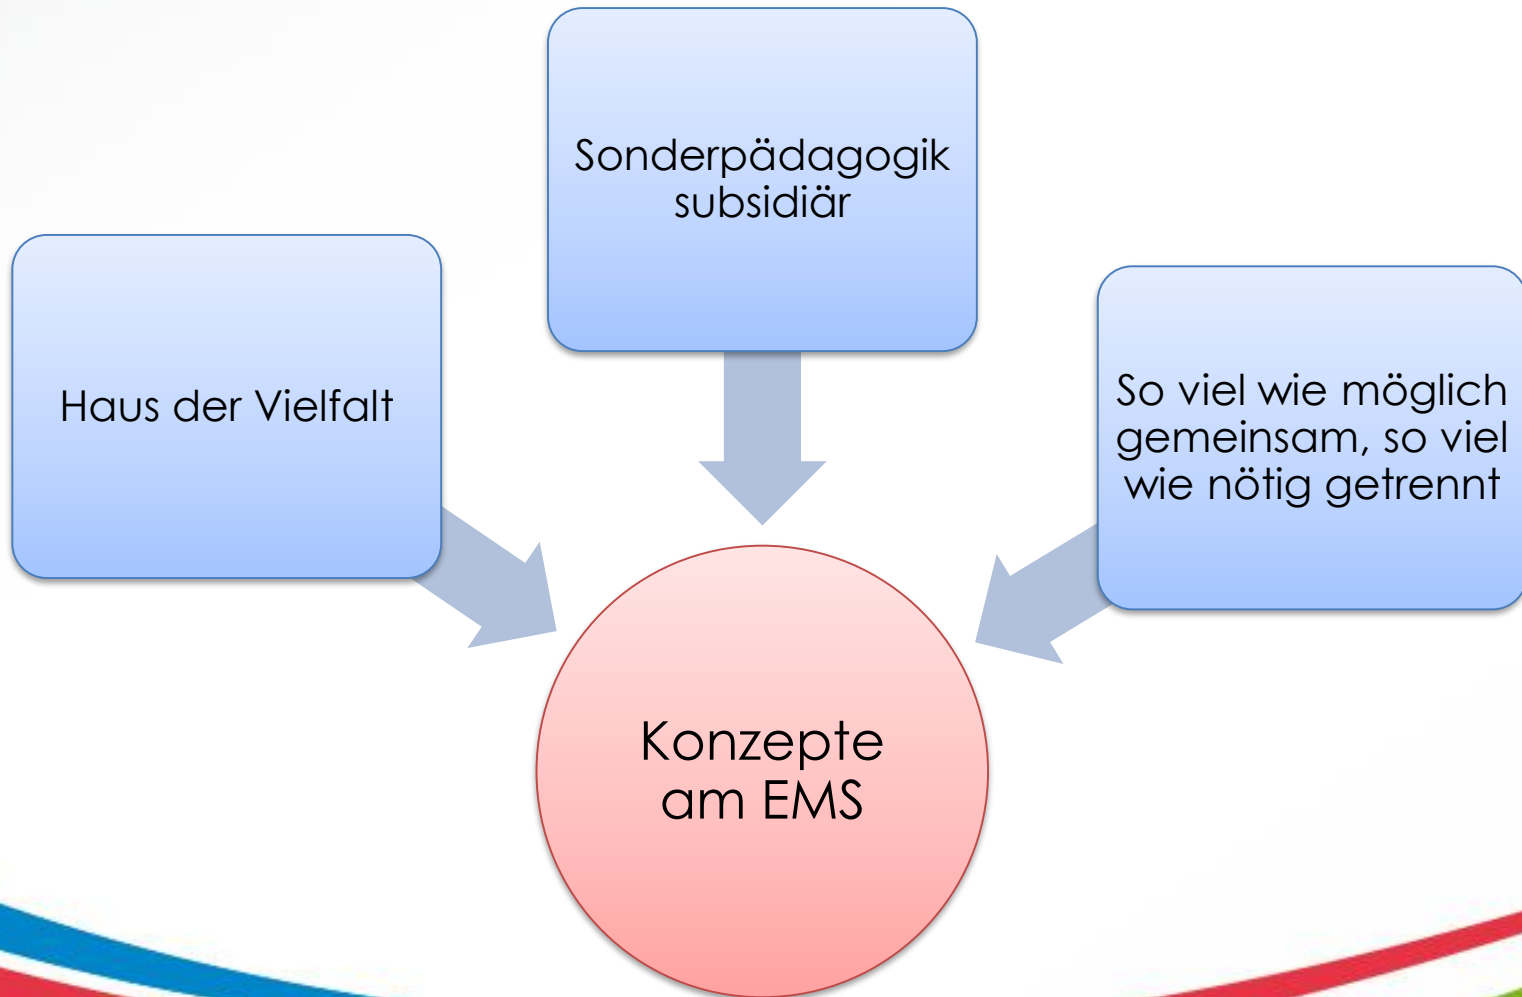 Sonderpädagogik
subsidiär
Haus der Vielfalt
So viel wie möglich
gemeinsam, so viel
wie nötig getrennt
Konzepte
am EMS